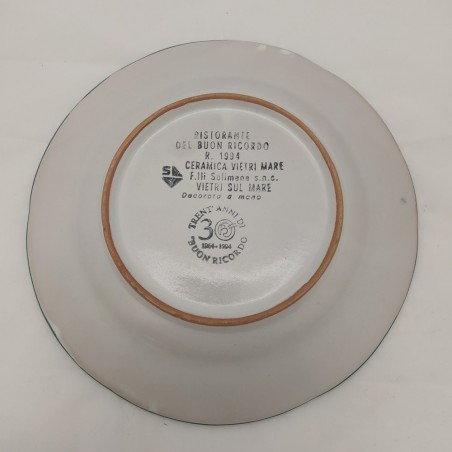 RISTORANTE
DEL BUON RICORDO
R. 1994
CERAMICA VIETRI MARE
F.lli Solimene s.n.c.
VIETRI SUL MARE
Decorato a mano
TRENT'ANNI DI
30
1964-1994
BUON RICORDO